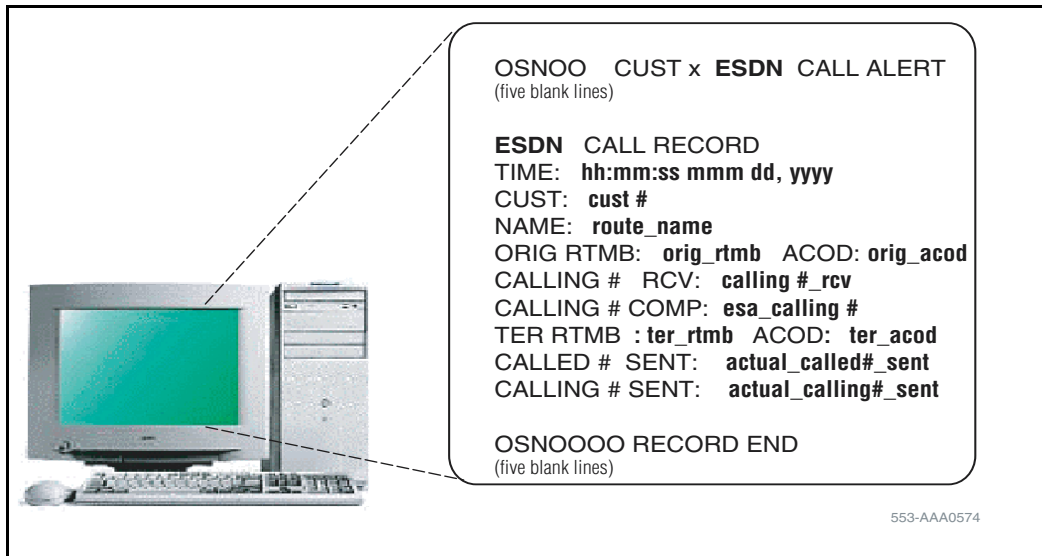 OSNOO CUST x ESDN CALL ALERT
(five blank lines)
ESDN CALL RECORD
TIME: hh:mm:ss mmm dd, yyyy
CUST: cust #
NAME: route_name
ORIG RTMB: orig_rtmb ACOD: orig_acod
CALLING # RCV: calling #_rcv
CALLING # COMP: esa_calling #
TER RTMB : ter_rtmb ACOD: ter_acod
CALLED # SENT: actual_called#_sent
CALLING # SENT: actual_calling#_sent
OSNOOOO RECORD END
(five blank lines)
553-AAA0574